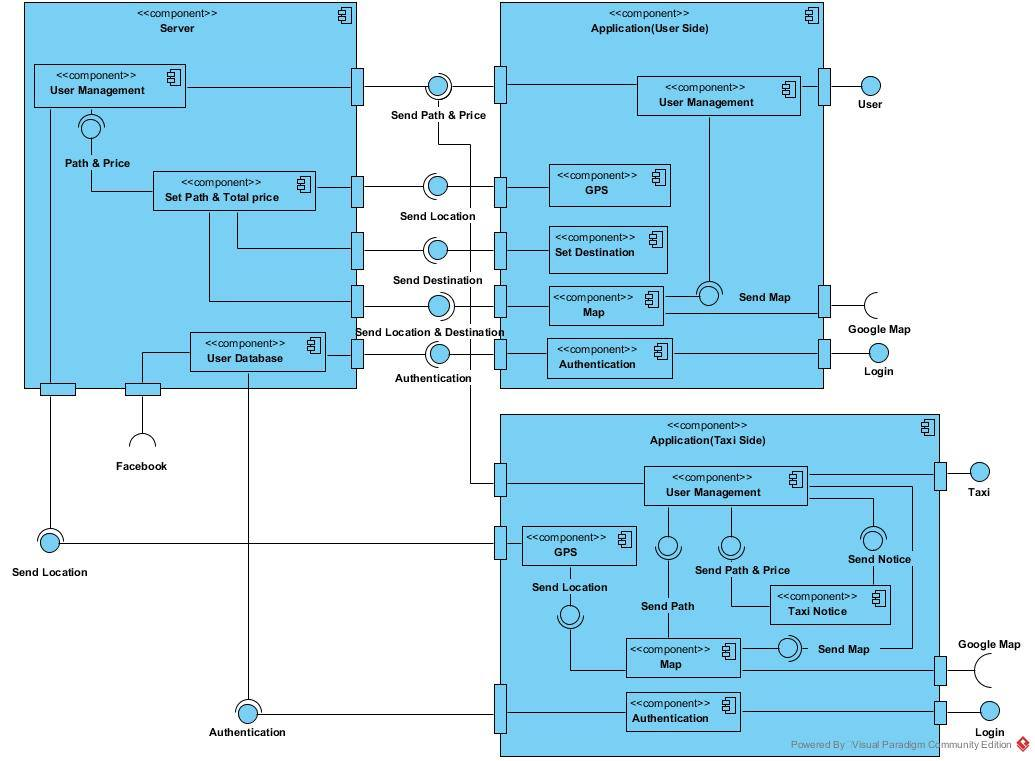 <<component>>
Server
<<component>>
User Management
Path & Price
<<component>>
Set Path & Total price
<<component>>
User Database
Facebook
Send Location
Authentication
Send Path & Price
Send Location
Send Destination
Send Location & Destination
Authentication
<<component>>
Application(User Side)
<<component>>
User Management
<<component>>
GPS
<<component>>
Set Destination
<<component>>
Map
Send Map
<<component>>
Authentication
User
Google Map
Login
<<component>>
Application(Taxi Side)
<<component>>
User Management
<<component>>
GPS
Send Location
Send Path
Send Path & Price
Send Notice
<<component>>
Taxi Notice
<<component>>
Map
Send Map
<<component>>
Authentication
Taxi
Google Map
Login
Powered By Visual Paradigm Community Edition